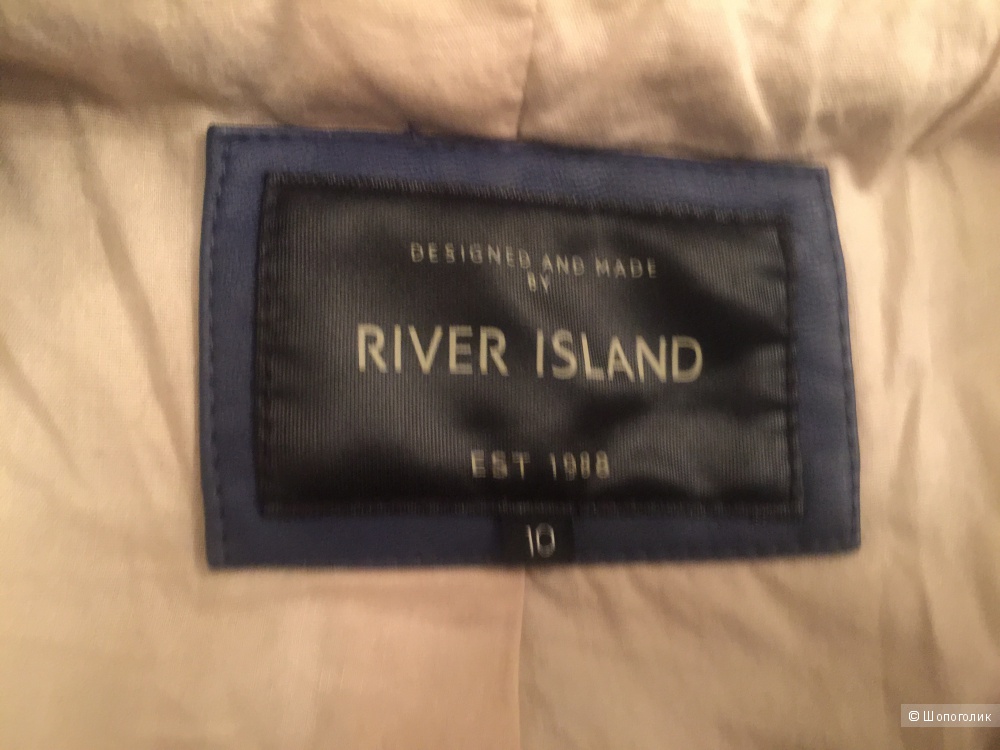 DESIGNED AND MADE
BY
RIVER ISLAND
EST 1988
10
© Шопоголик